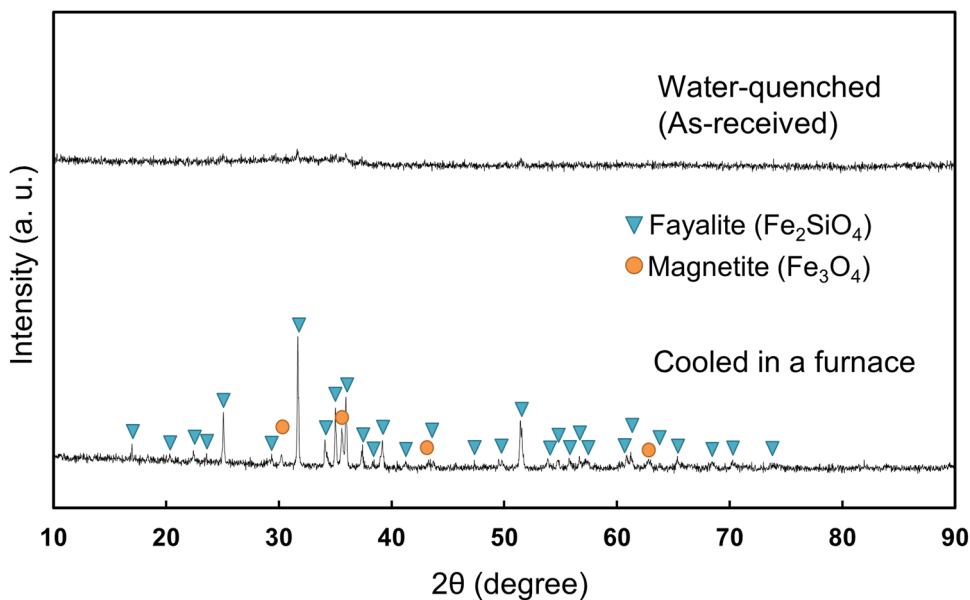 Water-quenched
(As-received)
Intensity (a. u.)
Fayalite (Fe₂SiO₄)
Magnetite (Fe₃O₄)
Cooled in a furnace
10 20 30 40 50 60 70 80 90
2θ (degree)